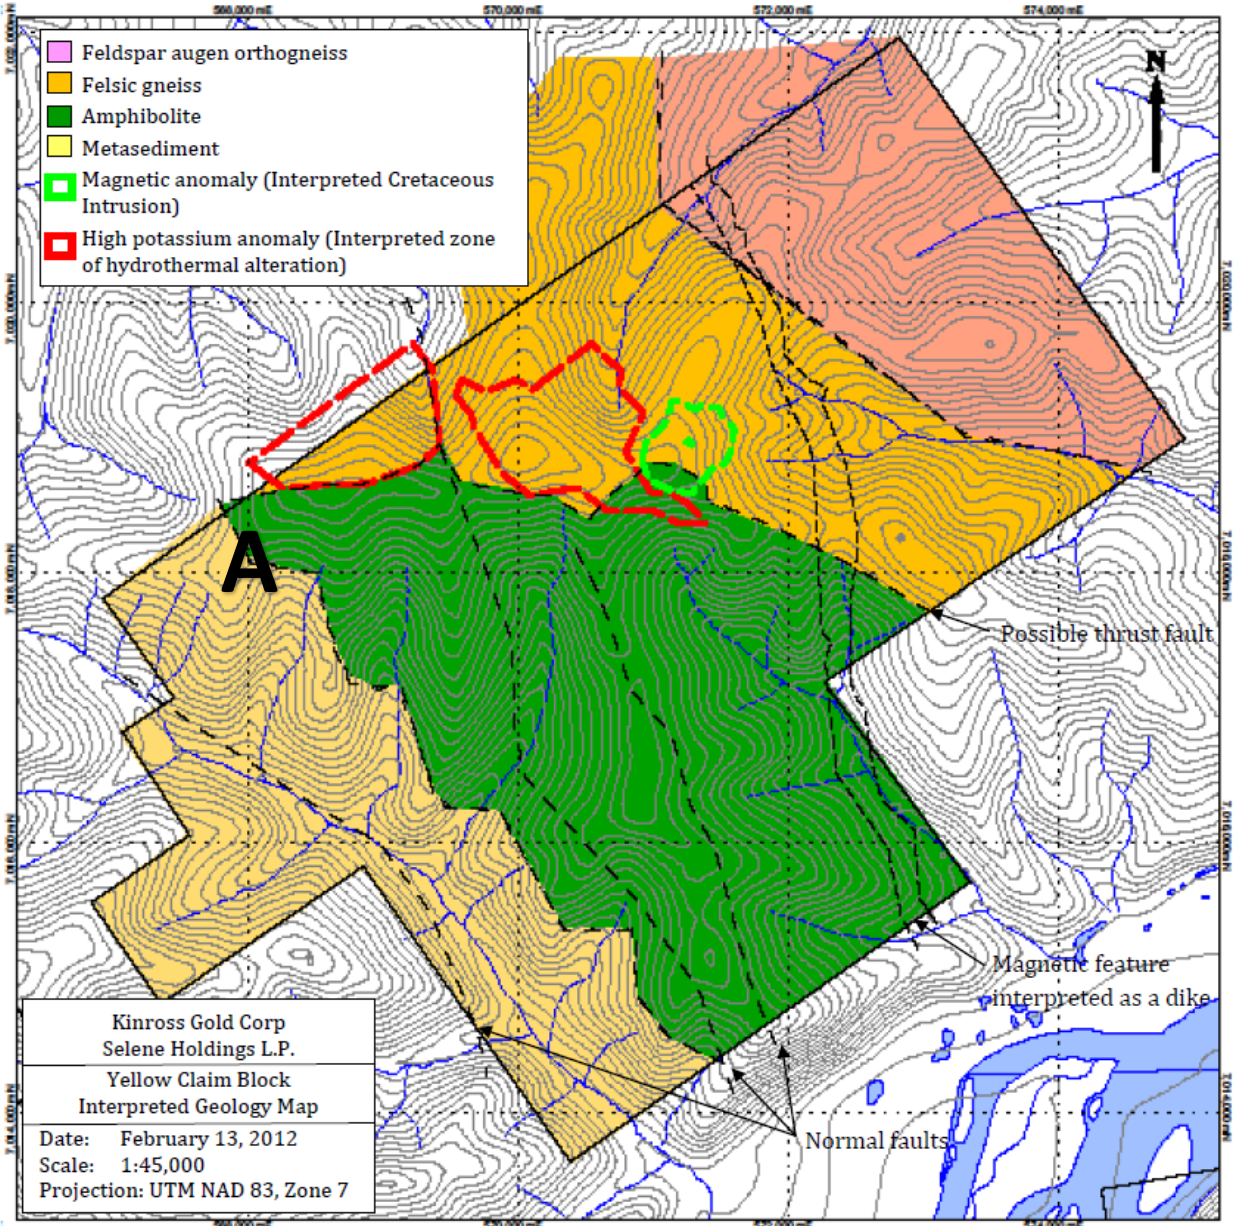 568,000 mE 570,000 mE 572,000 mE 574,000 mE
Feldspar augen orthogneiss
Felsic gneiss
Amphibolite
Metasediment
Magnetic anomaly (Interpreted Cretaceous
Intrusion)
High potassium anomaly (Interpreted zone
of hydrothermal alteration)
N
A
Possible thrust fault
Magnetic feature
interpreted as a dike
Normal faults
Kinross Gold Corp
Selene Holdings L.P.
Yellow Claim Block
Interpreted Geology Map
Date: February 13, 2012
Scale: 1:45,000
Projection: UTM NAD 83, Zone 7